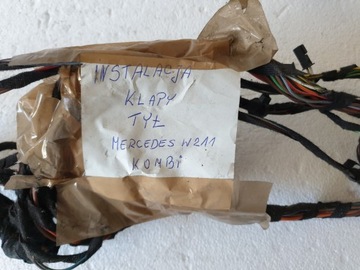 INSTALACJA
KLAPY
TYŁ
MERCEDES W211
KOMBI